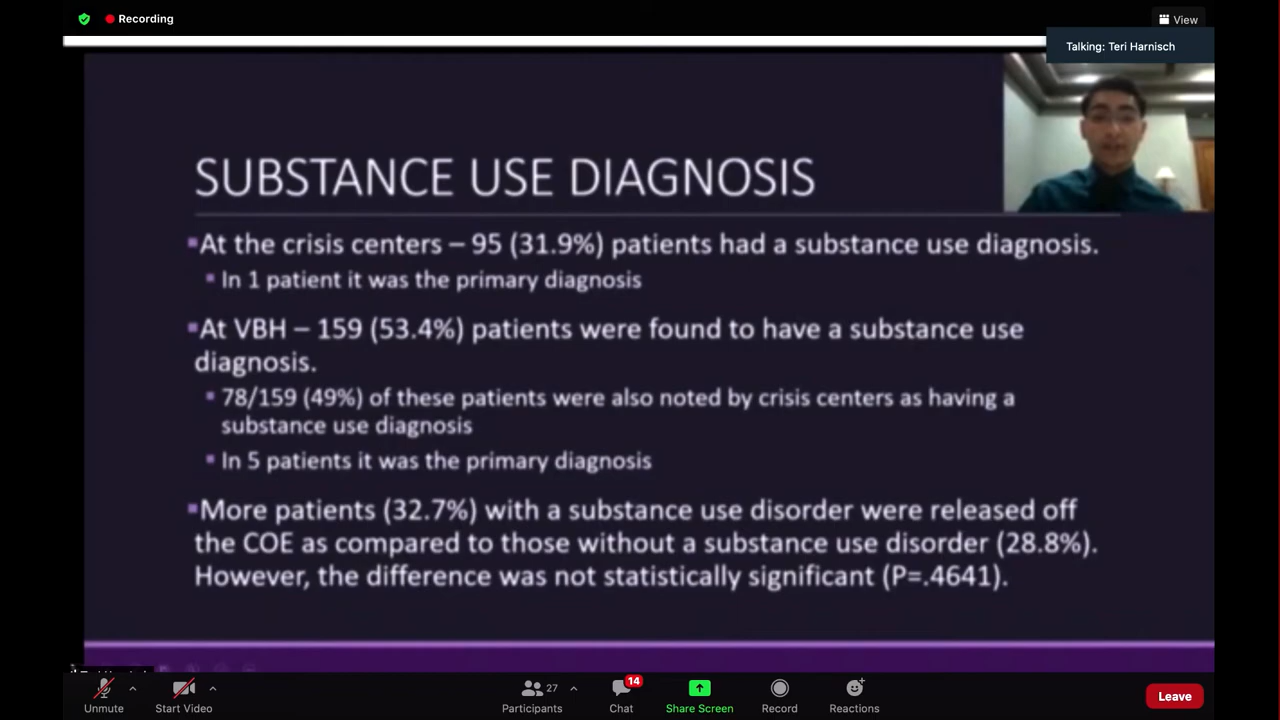 Recording
View
Talking: Teri Harnisch
SUBSTANCE USE DIAGNOSIS
▪At the crisis centers – 95 (31.9%) patients had a substance use diagnosis.
▪ In 1 patient it was the primary diagnosis
▪At VBH – 159 (53.4%) patients were found to have a substance use
diagnosis.
▪ 78/159 (49%) of these patients were also noted by crisis centers as having a
substance use diagnosis
▪ In 5 patients it was the primary diagnosis
▪More patients (32.7%) with a substance use disorder were released off
the COE as compared to those without a substance use disorder (28.8%).
However, the difference was not statistically significant (P=.4641).
27
14
Unmute
Start Video
Participants
Chat
Share Screen
Record
Reactions
Leave